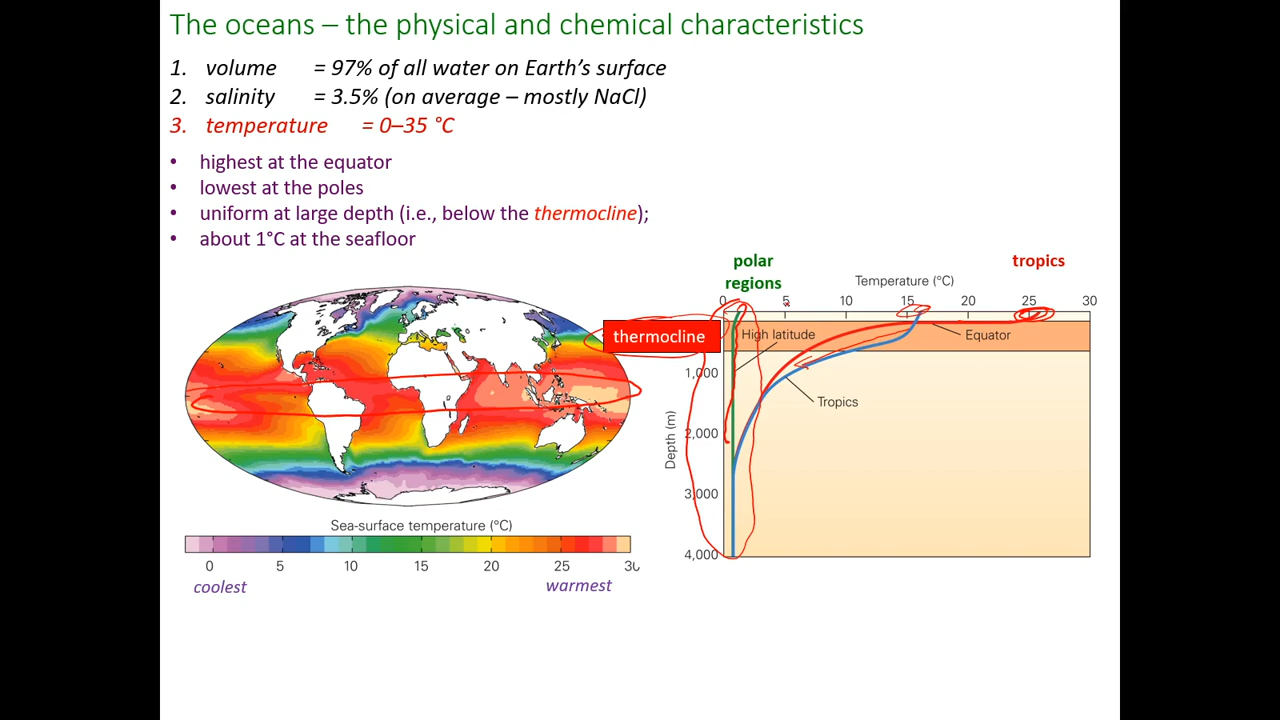 The oceans – the physical and chemical characteristics
1. volume = 97% of all water on Earth's surface
2. salinity = 3.5% (on average – mostly NaCl)
3. temperature = 0–35 °C
• highest at the equator
• lowest at the poles
• uniform at large depth (i.e., below the thermocline);
• about 1°C at the seafloor
polar
regions
tropics
Temperature (°C)
0 5 10 15 20 25 30
thermocline
High latitude
Equator
Tropics
Depth (m)
1,000
2,000
3,000
4,000
Sea-surface temperature (°C)
0 5 10 15 20 25 30
coolest
warmest